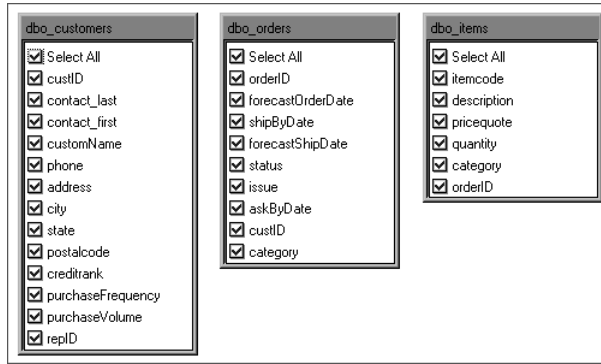 dbo_customers
Select All
custID
contact_last
contact_first
customName
phone
address
city
state
postalcode
creditrank
purchaseFrequency
purchaseVolume
repID
dbo_orders
Select All
orderID
forecastOrderDate
shipByDate
forecastShipDate
status
issue
askByDate
custID
category
dbo_items
Select All
itemcode
description
pricequote
quantity
category
orderID